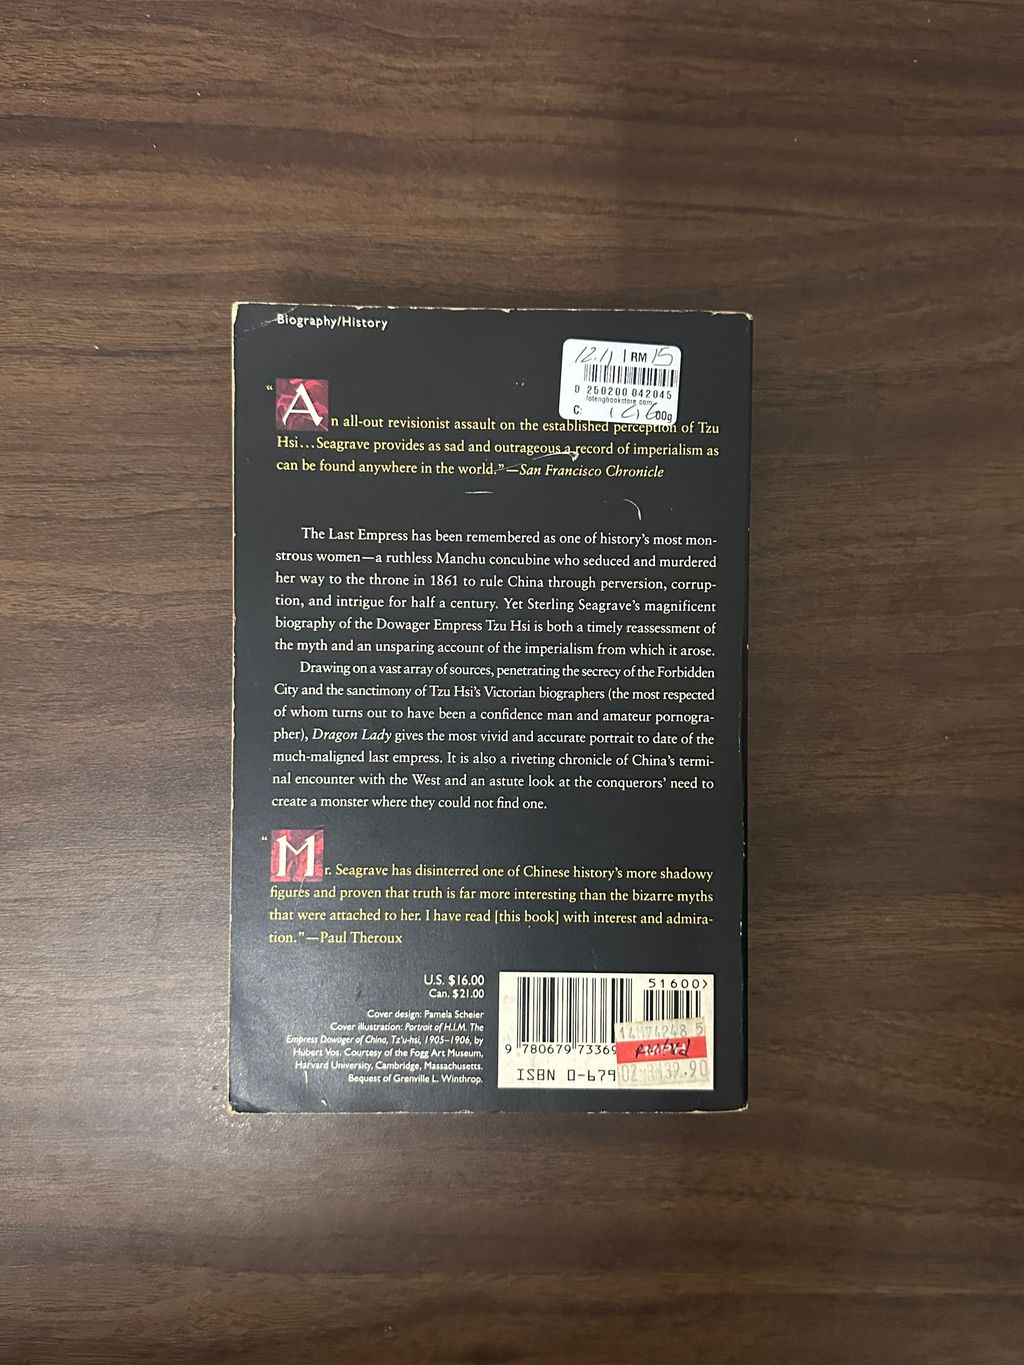 Biography/History
12.11 RM 15
0 250200 042045
fotengbookstore.com
C: 00g
“An all-out revisionist assault on the established perception of Tzu
Hsi...Seagrave provides as sad and outrageous a record of imperialism as
can be found anywhere in the world.”—San Francisco Chronicle
The Last Empress has been remembered as one of history's most mon-
strous women—a ruthless Manchu concubine who seduced and murdered
her way to the throne in 1861 to rule China through perversion, corrup-
tion, and intrigue for half a century. Yet Sterling Seagrave's magnificent
biography of the Dowager Empress Tzu Hsi is both a timely reassessment of
the myth and an unsparing account of the imperialism from which it arose.
Drawing on a vast array of sources, penetrating the secrecy of the Forbidden
City and the sanctimony of Tzu Hsi's Victorian biographers (the most respected
of whom turns out to have been a confidence man and amateur pornogra-
pher), Dragon Lady gives the most vivid and accurate portrait to date of the
much-maligned last empress. It is also a riveting chronicle of China's termi-
nal encounter with the West and an astute look at the conquerors' need to
create a monster where they could not find one.
“Mr. Seagrave has disinterred one of Chinese history's more shadowy
figures and proven that truth is far more interesting than the bizarre myths
that were attached to her. I have read [this book] with interest and admira-
tion.”—Paul Theroux
U.S. $16.00
Can. $21.00
Cover design: Pamela Scheier
Cover illustration: Portrait of H.I.M. The
Empress Dowager of China, Tz'u-hsi, 1905–1906, by
Hubert Vos. Courtesy of the Fogg Art Museum,
Harvard University, Cambridge, Massachusetts.
Bequest of Grenville L. Winthrop.
51600>
9 780679 73369
ISBN 0-679